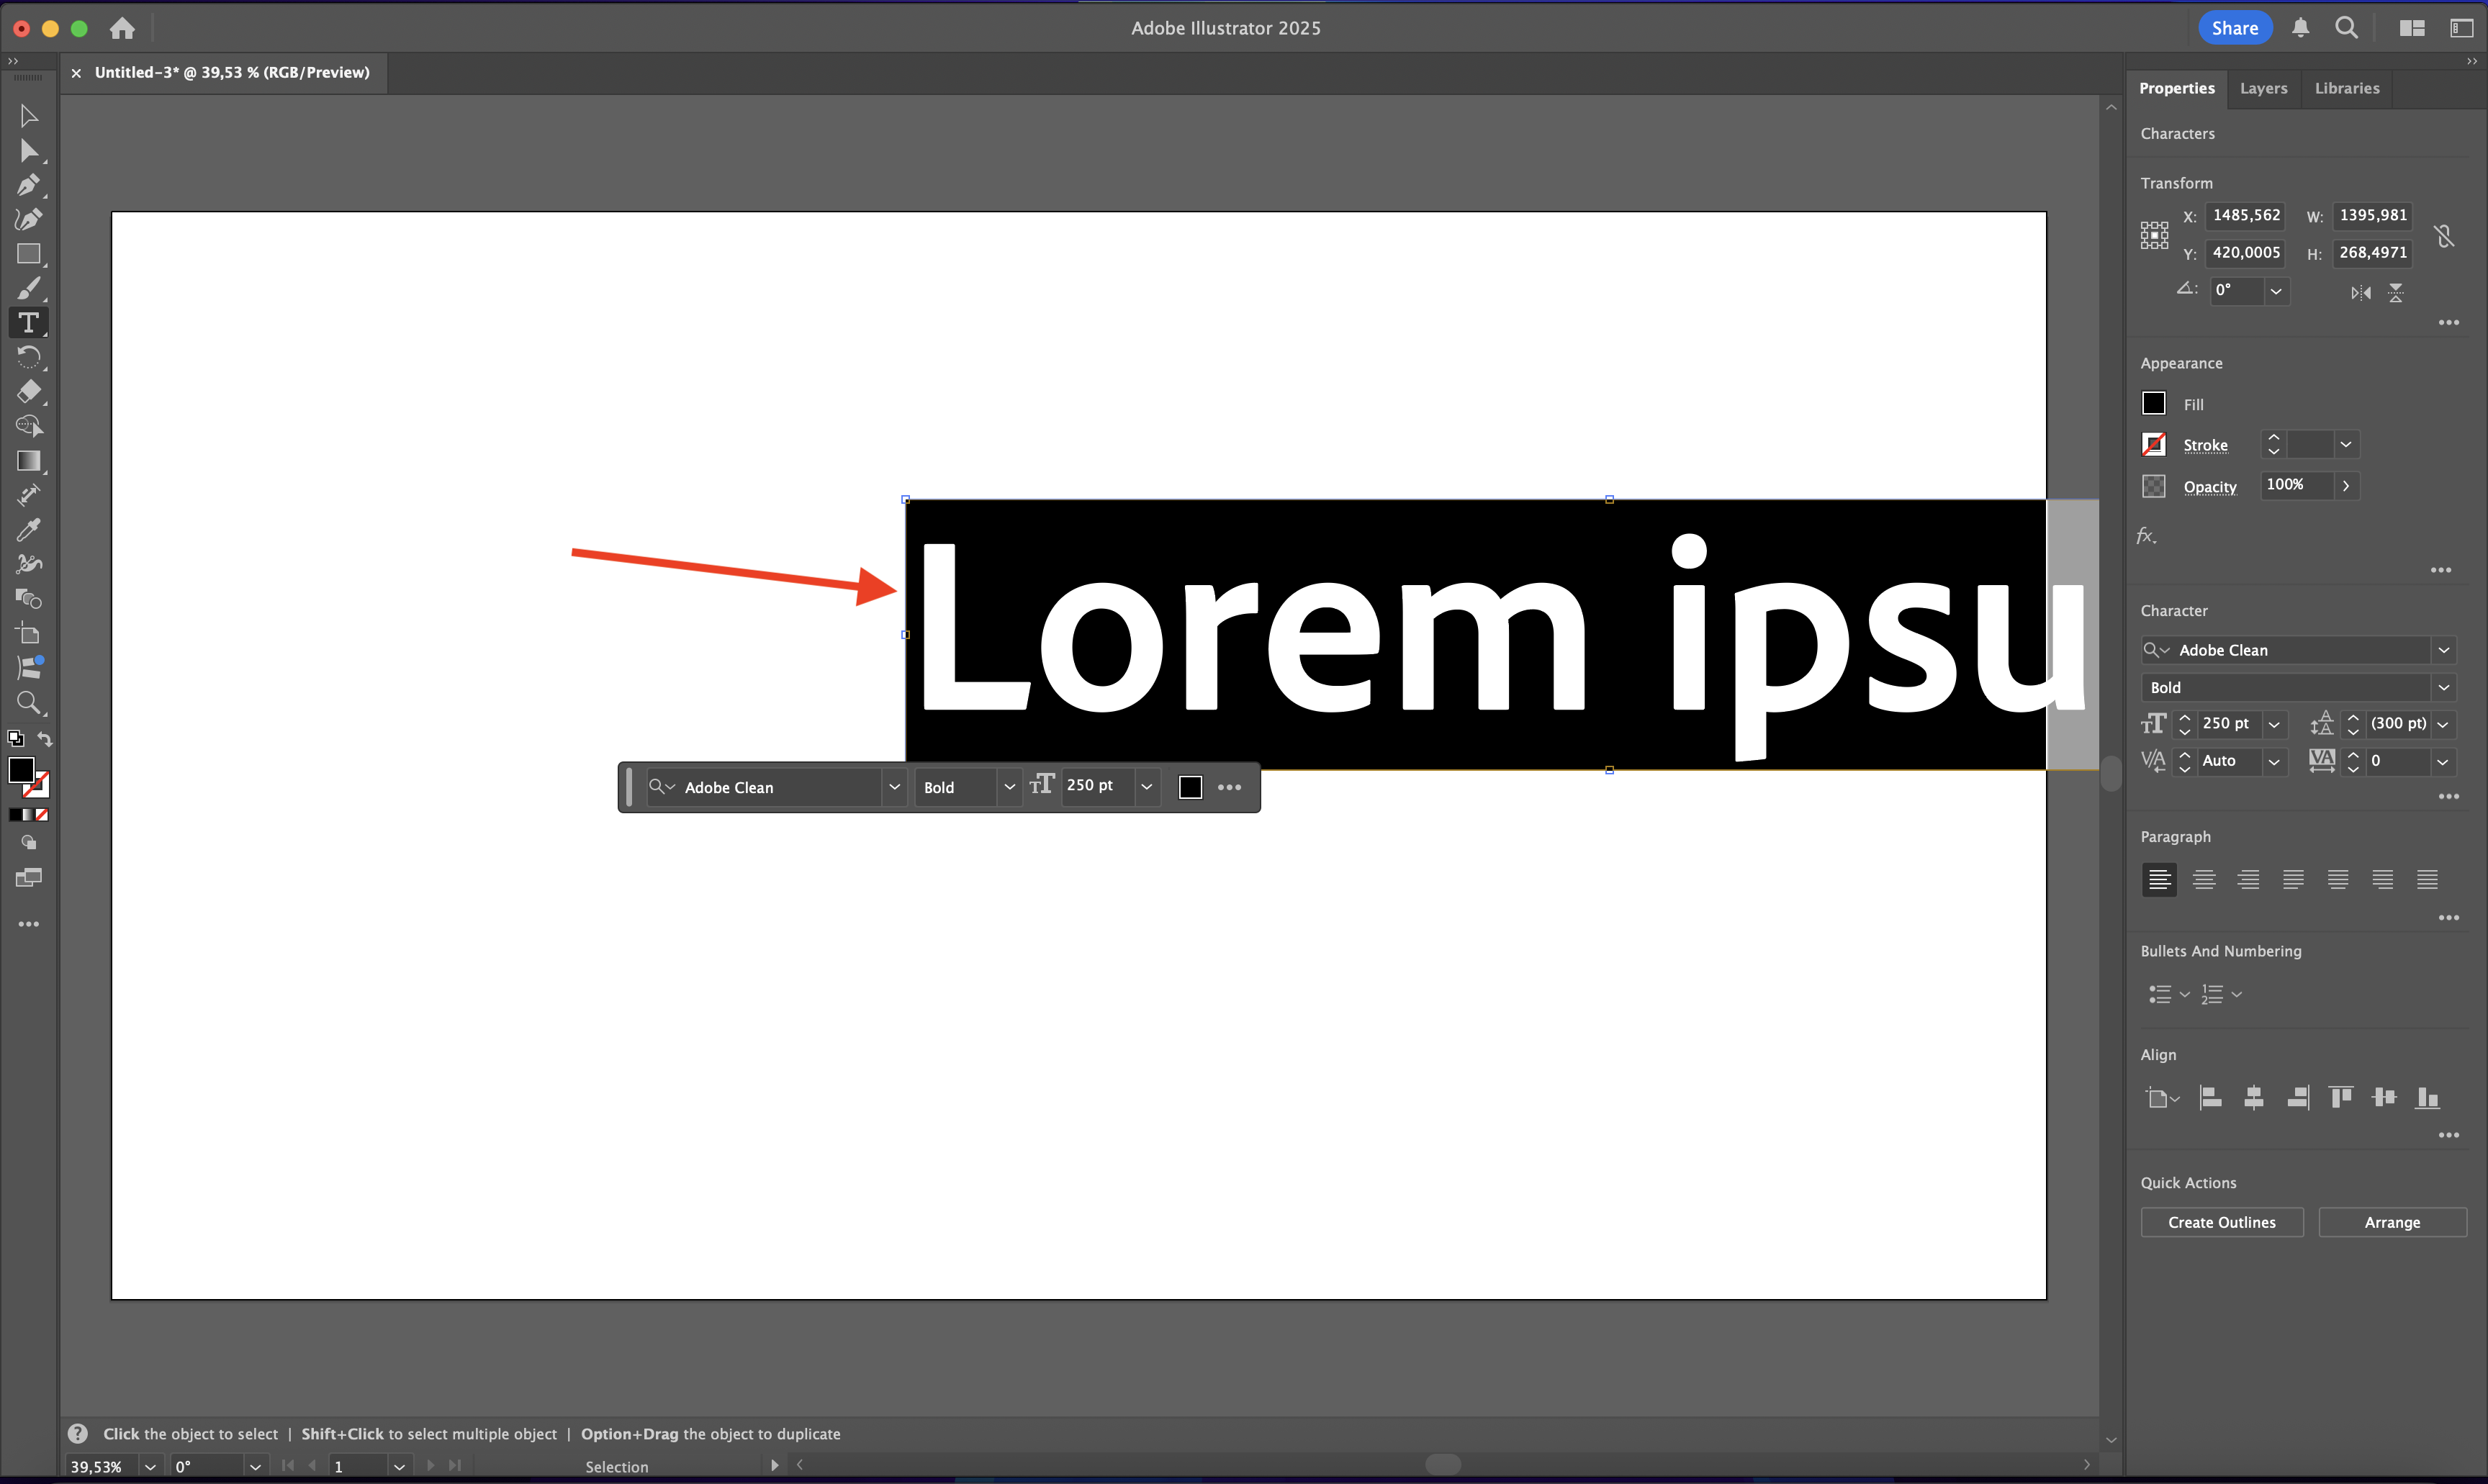 Adobe Illustrator 2025
Share
Untitled-3* @ 39,53 % (RGB/Preview)
Properties Layers Libraries
Characters
Transform
X: 1485,562 W: 1395,981
Y: 420,0005 H: 268,4971
0°
Appearance
Fill
Stroke
Opacity 100%
fx
Character
Adobe Clean
Bold
250 pt (300 pt)
Auto 0
Paragraph
Bullets And Numbering
Align
Quick Actions
Create Outlines Arrange
Lorem ipsu
Adobe Clean Bold 250 pt
Click the object to select | Shift+Click to select multiple object | Option+Drag the object to duplicate
39,53% 0° 1 Selection